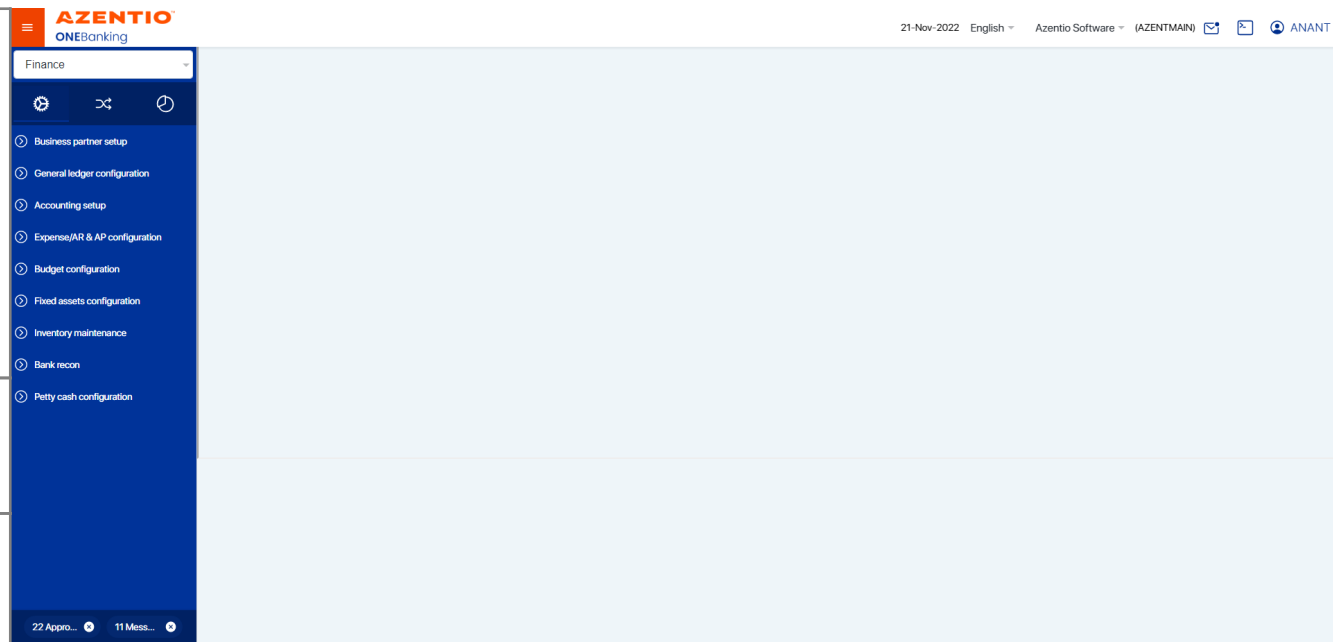 AZENTIO™
ONEBanking
21-Nov-2022 English Azentio Software (AZENTMAIN) ANANT
Finance
Business partner setup
General ledger configuration
Accounting setup
Expense/AR & AP configuration
Budget configuration
Fixed assets configuration
Inventory maintenance
Bank recon
Petty cash configuration
22 Appro... 11 Mess...